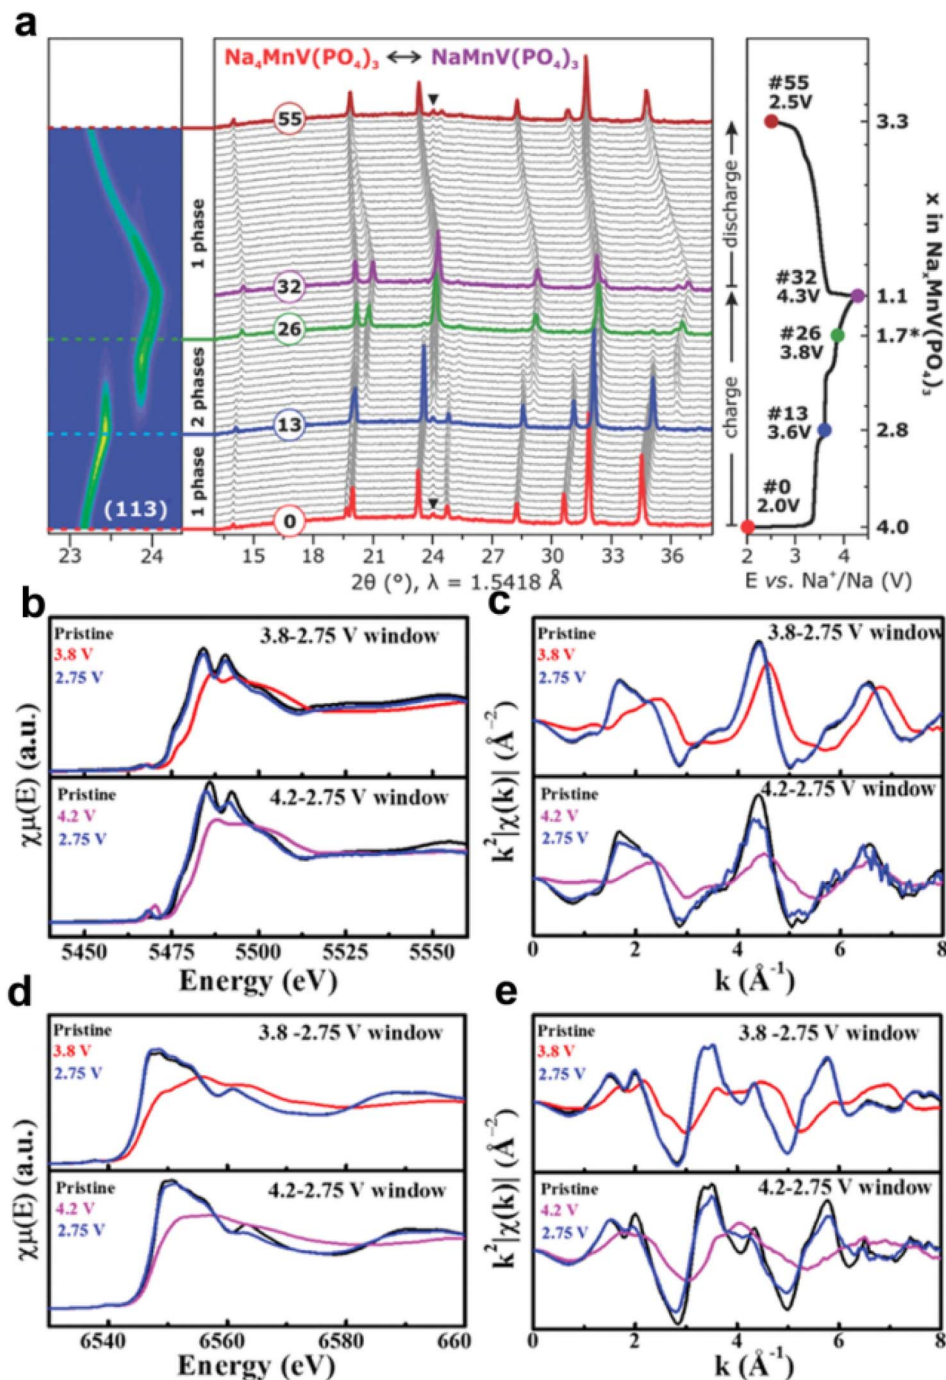 a
Na₄MnV(PO₄)₃ ↔ NaMnV(PO₄)₃
55
32
26
13
0
1 phase
2 phases
1 phase
(113)
discharge
charge
#55
2.5V
#32
4.3V
#26
3.8V
#13
3.6V
#0
2.0V
3.3
1.1
1.7*
2.8
4.0
x in NaₓMnV(PO₄)₃
23 24
15 18 21 24 27 30 33 36
2 3 4
2θ (°), λ = 1.5418 Å
E vs. Na⁺/Na (V)
b
Pristine
3.8 V
2.75 V
3.8-2.75 V window
Pristine
4.2 V
2.75 V
4.2-2.75 V window
χμ(E) (a.u.)
5450 5475 5500 5525 5550
Energy (eV)
c
Pristine
3.8 V
2.75 V
3.8-2.75 V window
Pristine
4.2 V
2.75 V
4.2-2.75 V window
k²|χ(k)| (Å⁻²)
0 2 4 6 8
k (Å⁻¹)
d
Pristine
3.8 V
2.75 V
3.8 -2.75 V window
Pristine
4.2 V
2.75 V
4.2-2.75 V window
χμ(E) (a.u.)
6540 6560 6580 660
Energy (eV)
e
Pristine
3.8 V
2.75 V
3.8 -2.75 V window
Pristine
4.2 V
2.75 V
4.2-2.75 V window
k²|χ(k)| (Å⁻²)
0 2 4 6 8
k (Å⁻¹)